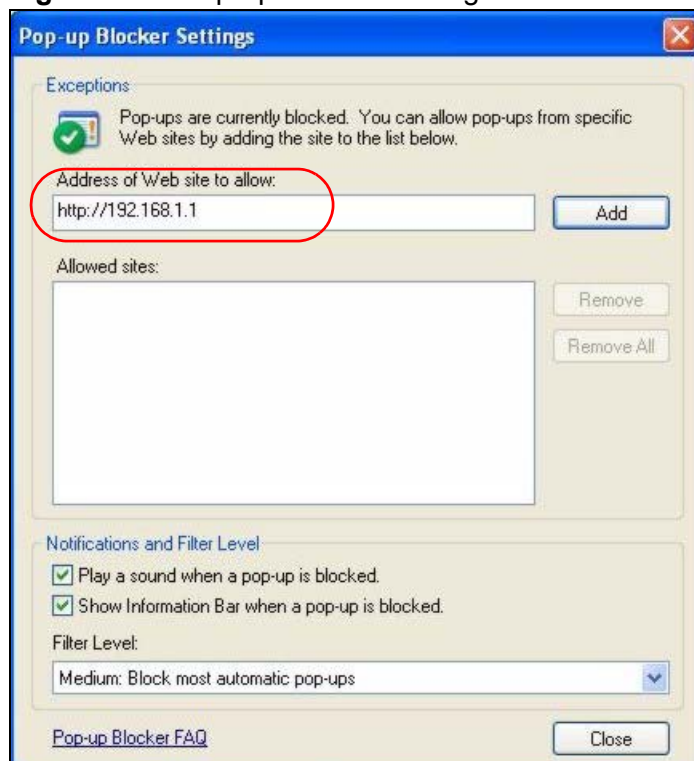 Pop-up Blocker Settings
Exceptions
Pop-ups are currently blocked. You can allow pop-ups from specific
Web sites by adding the site to the list below.
Address of Web site to allow:
http://192.168.1.1
Add
Allowed sites:
Remove
Remove All
Notifications and Filter Level
Play a sound when a pop-up is blocked.
Show Information Bar when a pop-up is blocked.
Filter Level:
Medium: Block most automatic pop-ups
Pop-up Blocker FAQ
Close